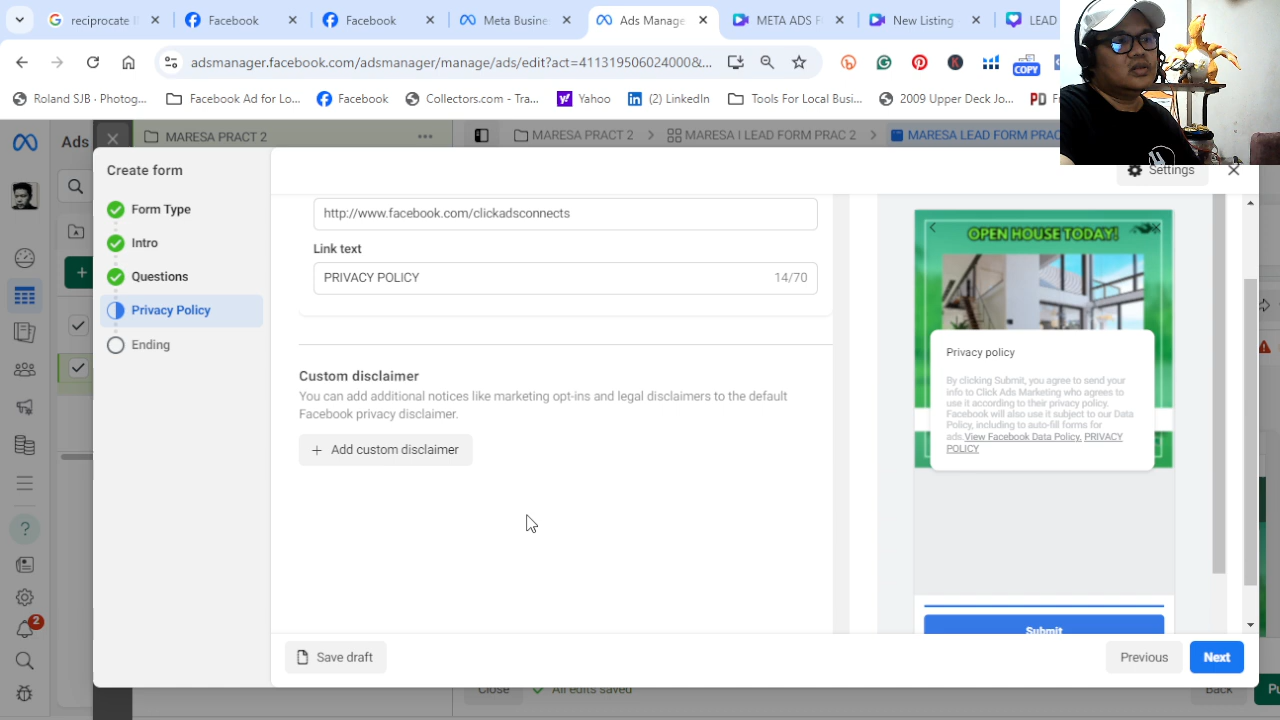 reciprocate
Facebook
Facebook
Meta Busine
Ads Manage
META ADS F
New Listing
LEAD
adsmanager.facebook.com/adsmanager/manage/ads/edit?act=4113195060240000&...
COPY
Roland SJB · Photog...
Facebook Ad for Lo...
Facebook
Collectors.com - Tra...
Yahoo
(2) LinkedIn
Tools For Local Busi...
2009 Upper Deck Jo...
PD
Ads
MARESA PRACT 2
MARESA PRACT 2
MARESA I LEAD FORM PRAC 2
MARESA LEAD FORM PRAC
Create form
Settings
Form Type
Intro
Questions
Privacy Policy
Ending
http://www.facebook.com/clickadsconnects
Link text
PRIVACY POLICY
14/70
Custom disclaimer
You can add additional notices like marketing opt-ins and legal disclaimers to the default
Facebook privacy disclaimer.
+ Add custom disclaimer
OPEN HOUSE TODAY!
Privacy policy
By clicking Submit, you agree to send your
info to Click Ads Marketing who agrees to
use it according to their privacy policy.
Facebook will also use it subject to our Data
Policy, including to auto-fill forms for
ads.View Facebook Data Policy. PRIVACY
POLICY
Submit
Save draft
Previous
Next
2
Close
All edits saved
Back
Pu